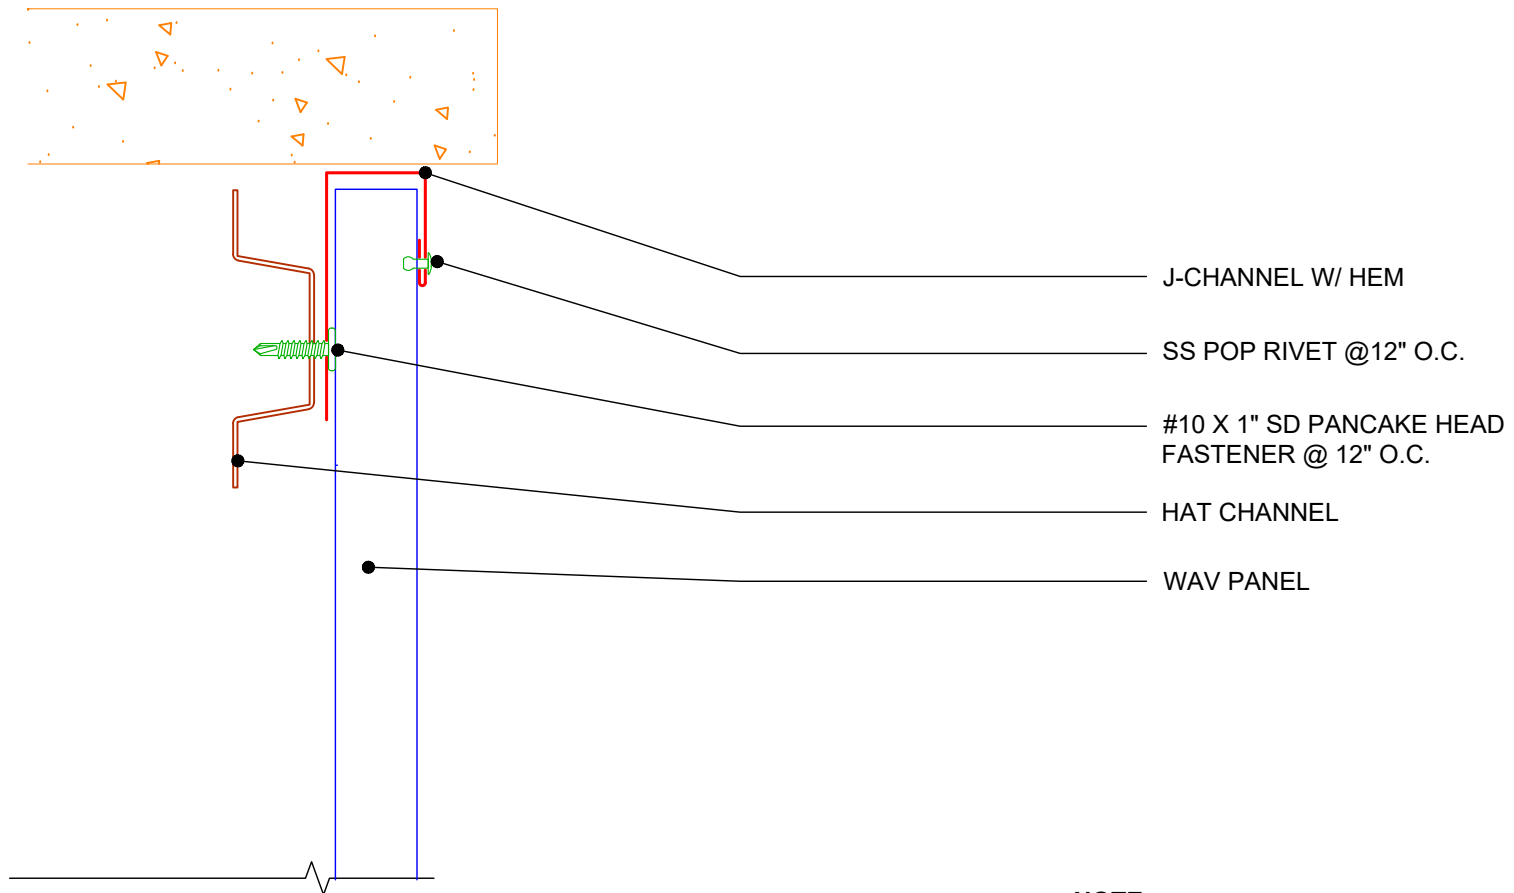 J-CHANNEL W/ HEM
SS POP RIVET @12" O.C.
#10 X 1" SD PANCAKE HEAD
FASTENER @ 12" O.C.
HAT CHANNEL
WAV PANEL